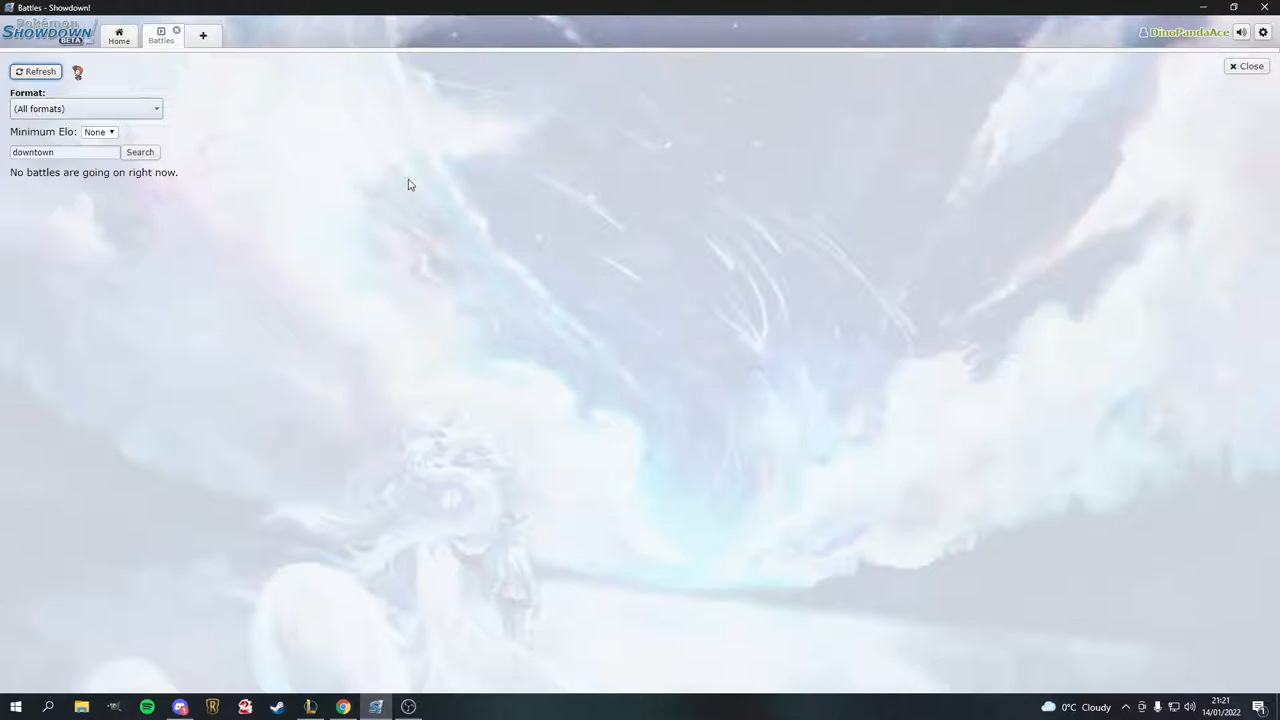 Battles - Showdown!
Pokémon
SHOWDOWN!
BETA
Home
Battles
+
DinoPandaAce
Refresh
Close
Format:
(All formats)
Minimum Elo: None
downtown
Search
No battles are going on right now.
0°C Cloudy
21:21
14/01/2022